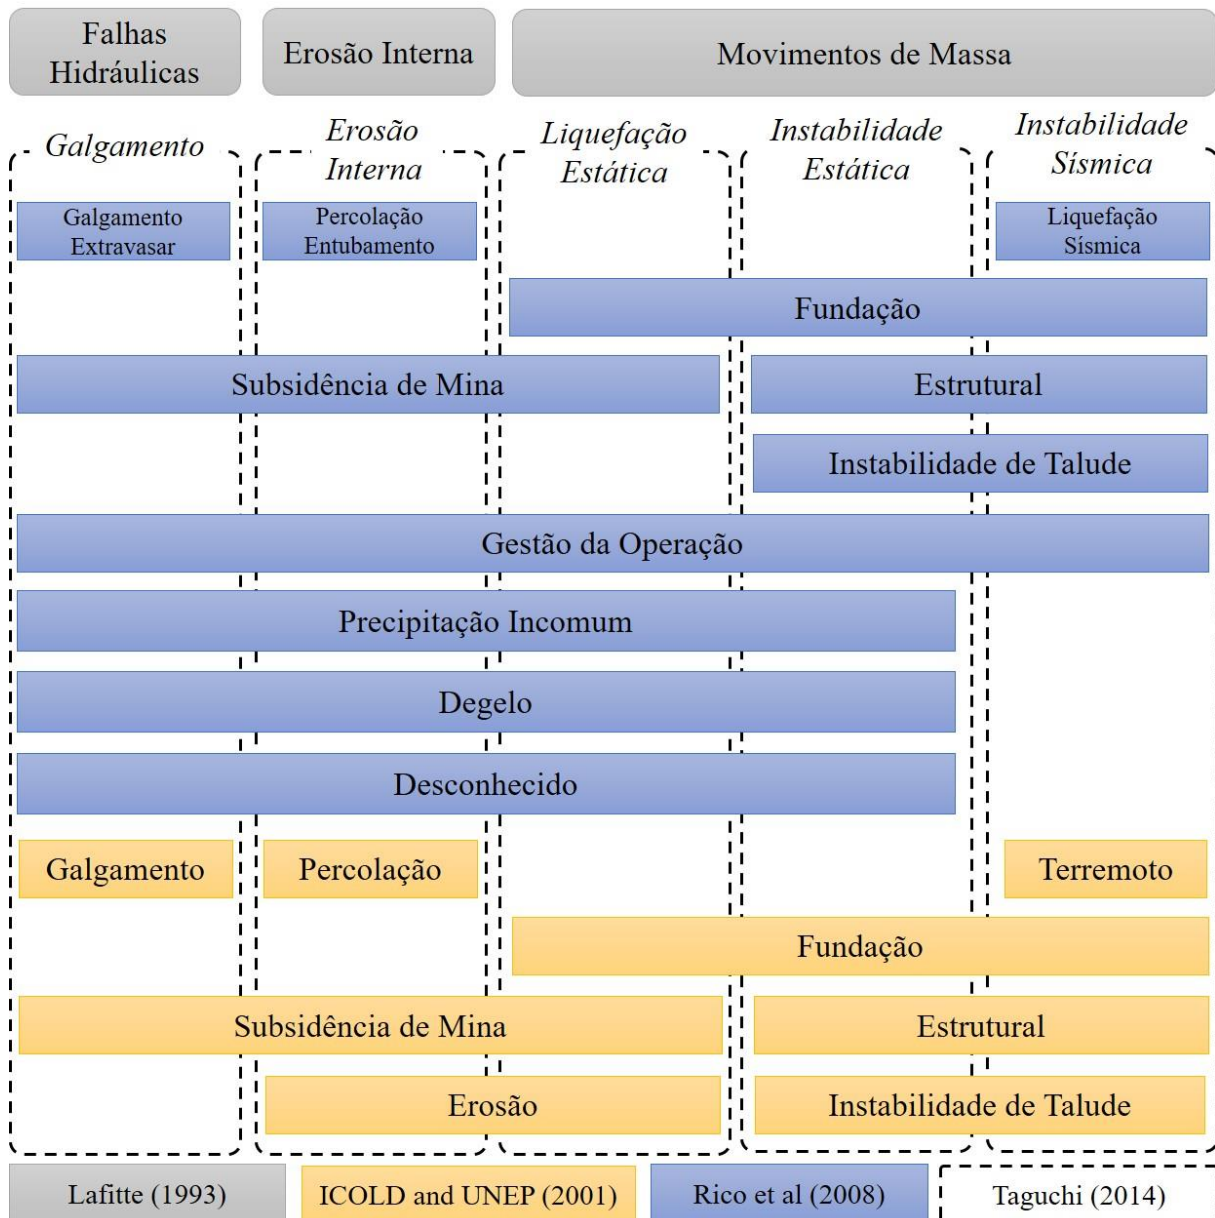 Falhas
Hidráulicas
Erosão Interna
Movimentos de Massa
Galgamento
Erosão
Interna
Liquefação
Estática
Instabilidade
Estática
Instabilidade
Sísmica
Galgamento
Extravasar
Percolação
Entubamento
Liquefação
Sísmica
Fundação
Subsidência de Mina
Estrutural
Instabilidade de Talude
Gestão da Operação
Precipitação Incomum
Degelo
Desconhecido
Galgamento
Percolação
Terremoto
Fundação
Subsidência de Mina
Estrutural
Erosão
Instabilidade de Talude
Lafitte (1993)
ICOLD and UNEP (2001)
Rico et al (2008)
Taguchi (2014)